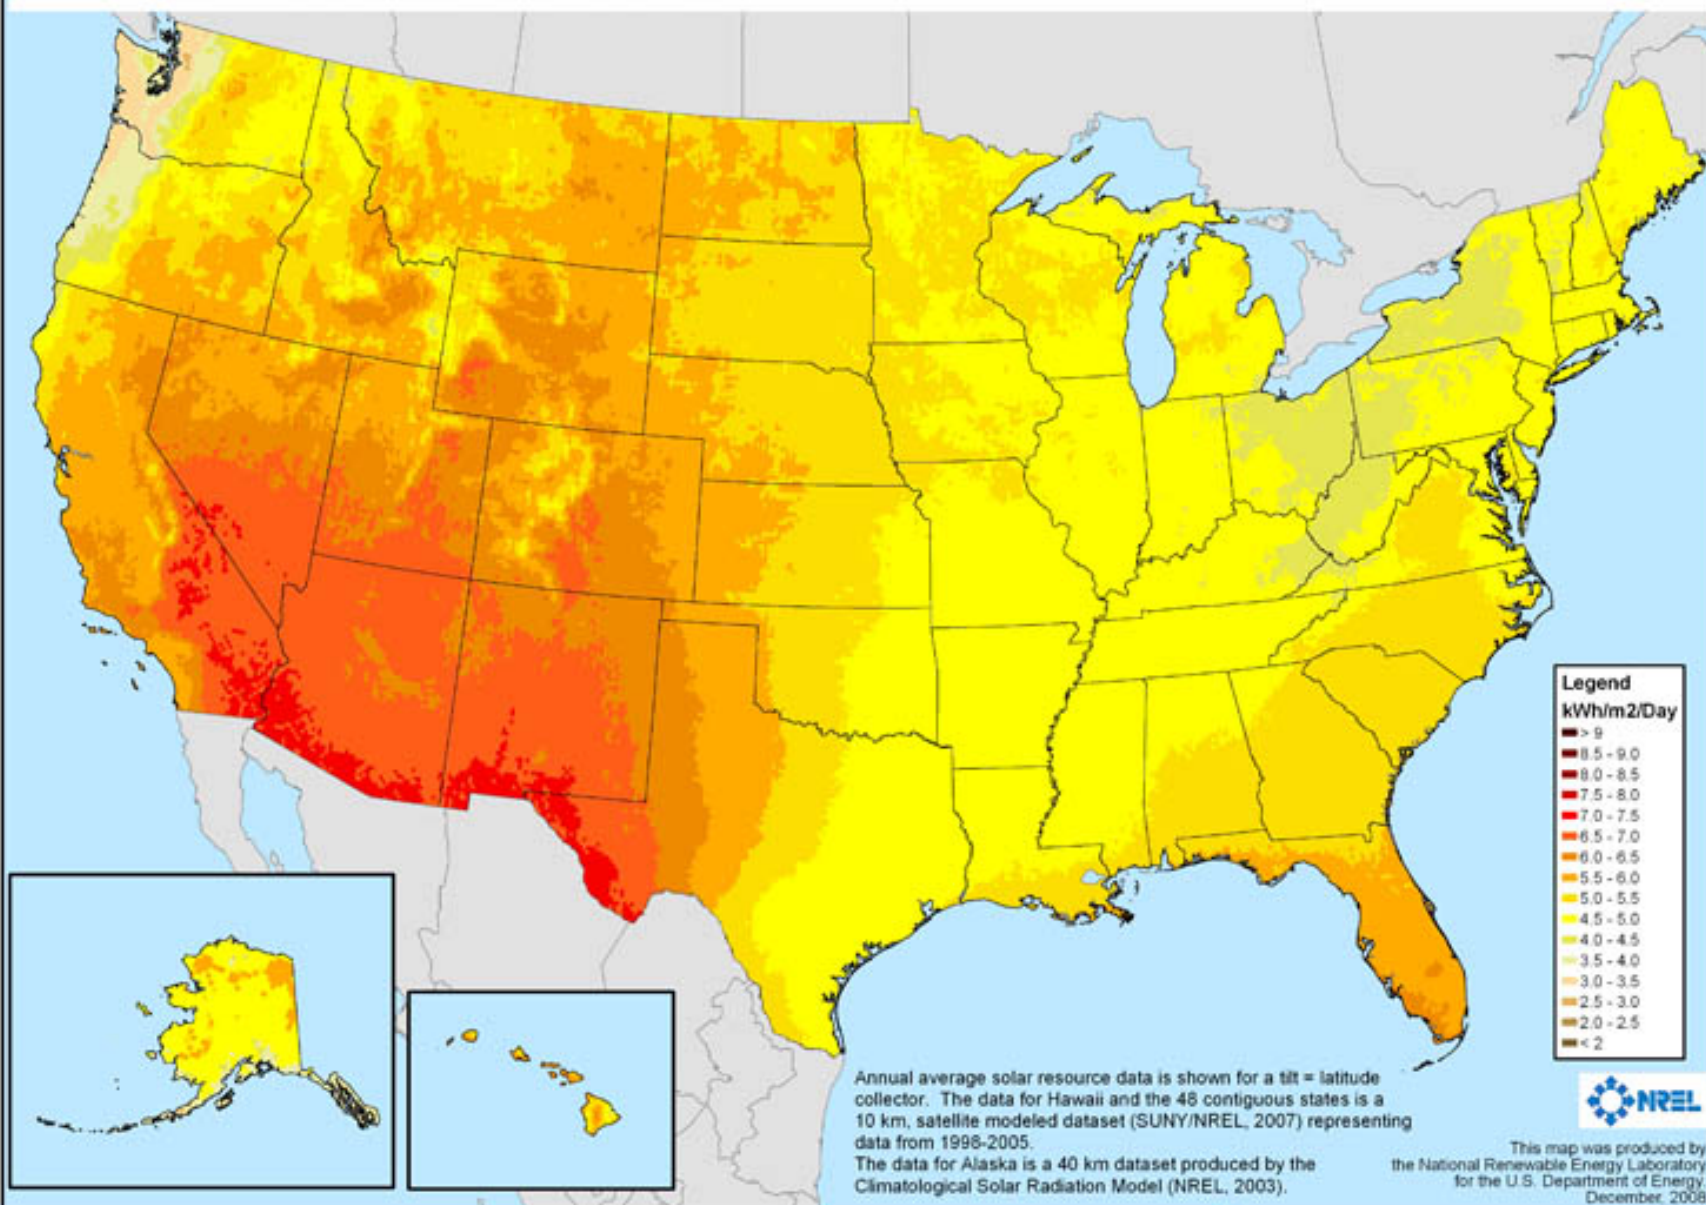 Legend
kWh/m2/Day
> 9
8.5 - 9.0
8.0 - 8.5
7.5 - 8.0
7.0 - 7.5
6.5 - 7.0
6.0 - 6.5
5.5 - 6.0
5.0 - 5.5
4.5 - 5.0
4.0 - 4.5
3.5 - 4.0
3.0 - 3.5
2.5 - 3.0
2.0 - 2.5
< 2
Annual average solar resource data is shown for a tilt = latitude
collector. The data for Hawaii and the 48 contiguous states is a
10 km, satellite modeled dataset (SUNY/NREL, 2007) representing
data from 1998-2005.
The data for Alaska is a 40 km dataset produced by the
Climatological Solar Radiation Model (NREL, 2003).
NREL
This map was produced by
the National Renewable Energy Laboratory
for the U.S. Department of Energy.
December, 2008